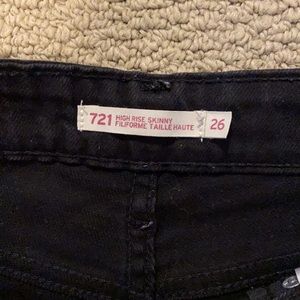 721 HIGH RISE SKINNY
FILIFORME TAILLE HAUTE
26